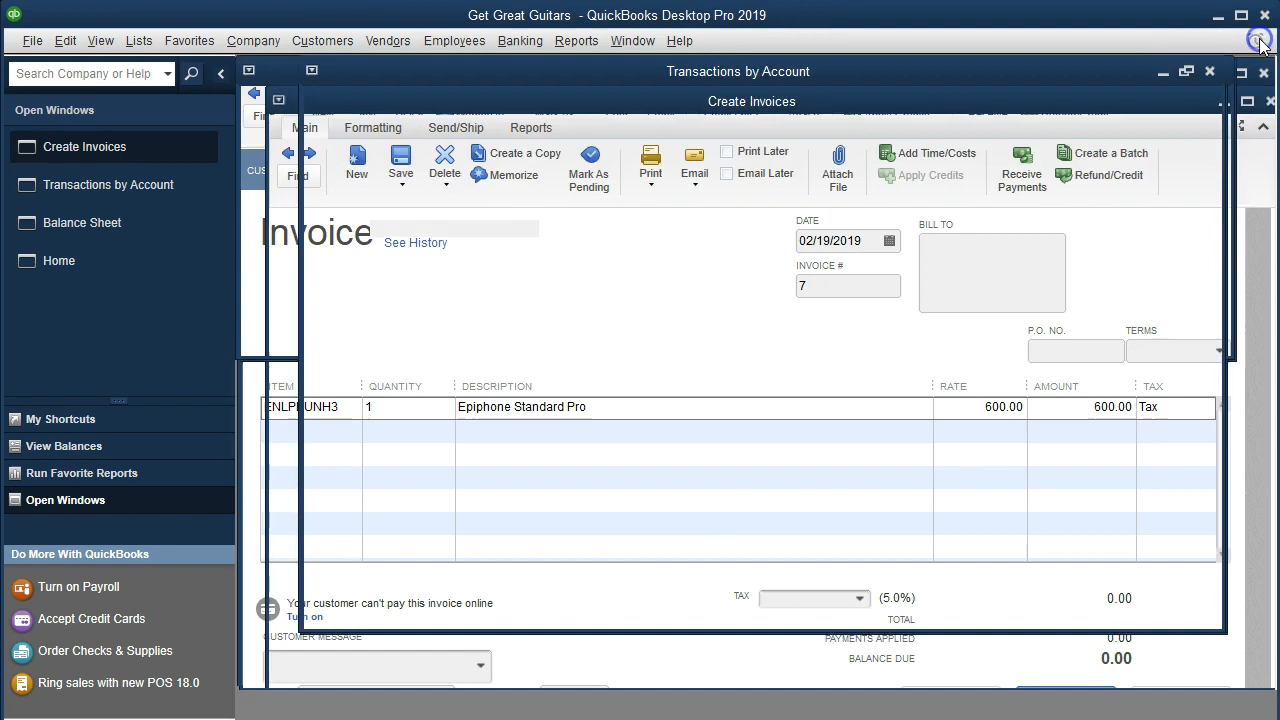 Get Great Guitars - QuickBooks Desktop Pro 2019
File Edit View Lists Favorites Company Customers Vendors Employees Banking Reports Window Help
Search Company or Help
Open Windows
Create Invoices
Transactions by Account
Balance Sheet
Home
My Shortcuts
View Balances
Run Favorite Reports
Open Windows
Do More With QuickBooks
Turn on Payroll
Accept Credit Cards
Order Checks & Supplies
Ring sales with new POS 18.0
Transactions by Account
Create Invoices
Main Formatting Send/Ship Reports
Find New Save Delete Create a Copy Memorize Mark As Pending Print Email Print Later Email Later Attach File Add Time/Costs Apply Credits Receive Payments Create a Batch Refund/Credit
CUS
Invoice
See History
DATE
02/19/2019
INVOICE #
7
BILL TO
P.O. NO. TERMS
ITEM QUANTITY DESCRIPTION RATE AMOUNT TAX
1 Epiphone Standard Pro 600.00 600.00 Tax
Your customer can't pay this invoice online
Turn on
TAX (5.0%) 0.00
TOTAL
CUSTOMER MESSAGE
PAYMENTS APPLIED 0.00
BALANCE DUE 0.00